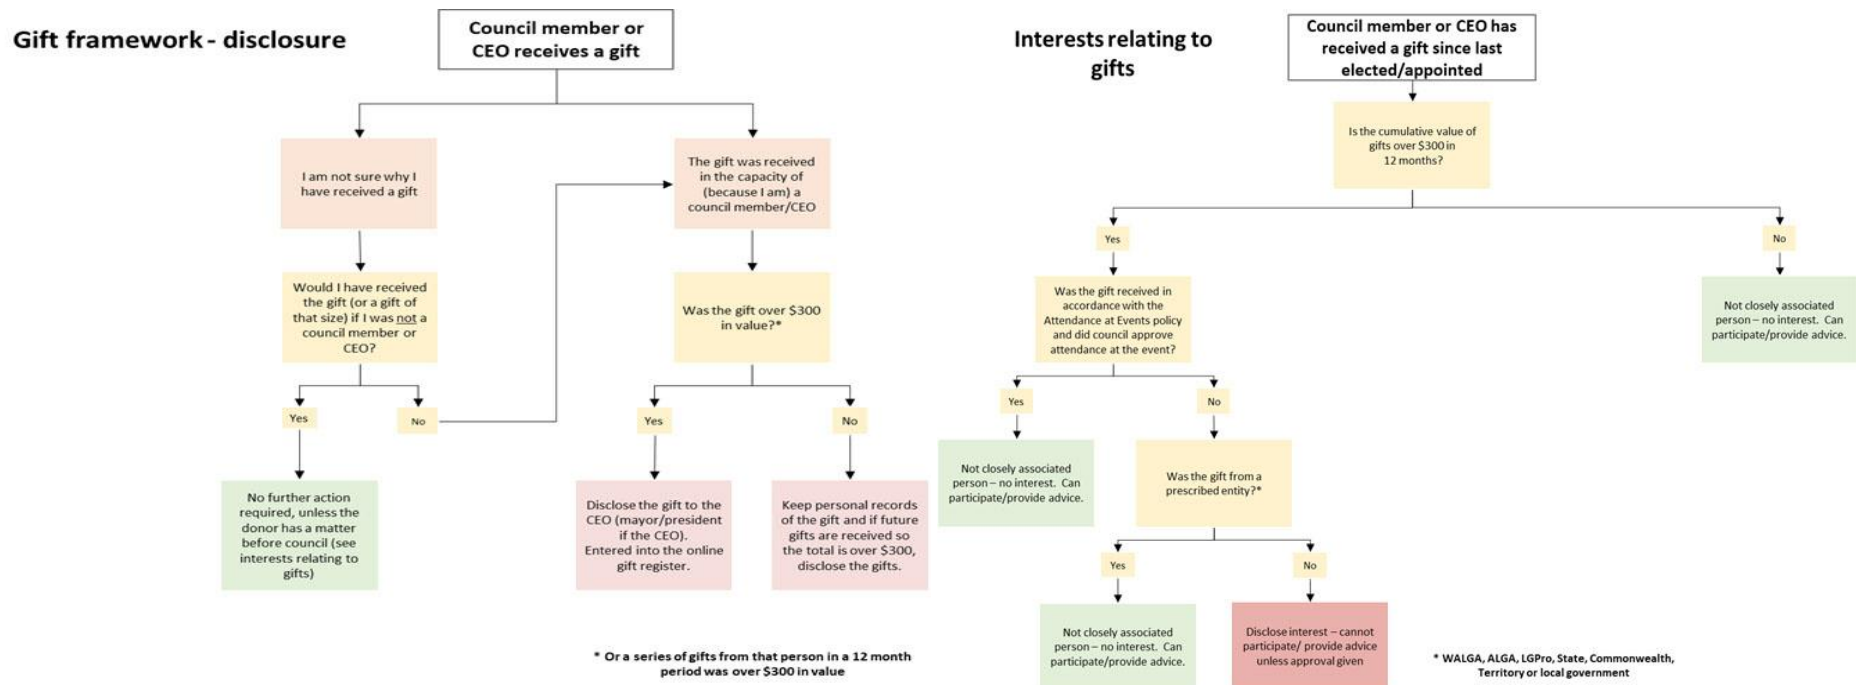 Gift framework - disclosure
Council member or
CEO receives a gift
I am not sure why I
have received a gift
The gift was received
in the capacity of
(because I am) a
council member/CEO
Would I have received
the gift (or a gift of
that size) if I was not a
council member or
CEO?
Was the gift over $300
in value?*
Yes
No
Yes
No
No further action
required, unless the
donor has a matter
before council (see
interests relating to
gifts)
Disclose the gift to the
CEO (mayor/president
if the CEO).
Entered into the online
gift register.
Keep personal records
of the gift and if future
gifts are received so
the total is over $300,
disclose the gifts.
* Or a series of gifts from that person in a 12 month
period was over $300 in value
Interests relating to
gifts
Council member or CEO has
received a gift since last
elected/appointed
Is the cumulative value of
gifts over $300 in
12 months?
Yes
No
Was the gift received in
accordance with the
Attendance at Events policy
and did council approve
attendance at the event?
Not closely associated
person – no interest. Can
participate/provide advice.
Yes
No
Not closely associated
person – no interest. Can
participate/provide advice.
Was the gift from a
prescribed entity?*
Yes
No
Not closely associated
person – no interest. Can
participate/provide advice.
Disclose interest – cannot
participate/ provide advice
unless approval given
* WALGA, ALGA, LGPro, State, Commonwealth,
Territory or local government